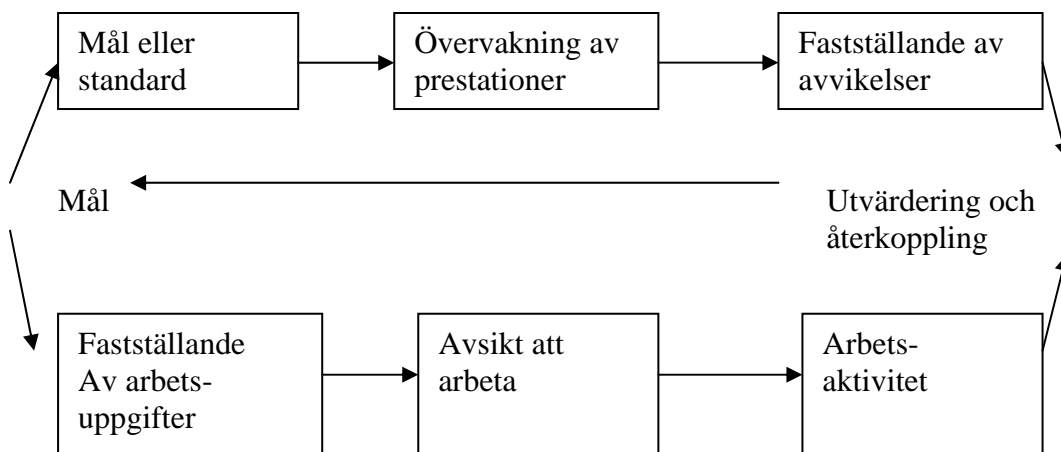 Mål eller
standard
Övervakning av
prestationer
Fastställande av
avvikelser
Mål
Utvärdering och
återkoppling
Fastställande
Av arbets-
uppgifter
Avsikt att
arbeta
Arbets-
aktivitet